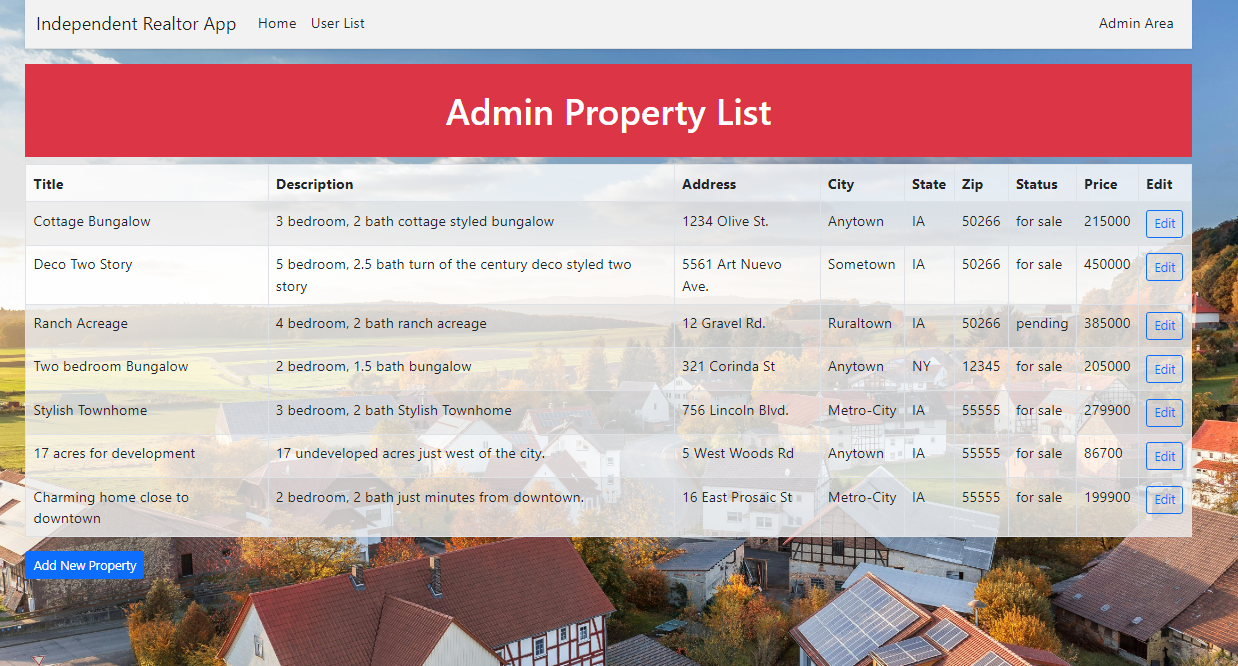 Independent Realtor App Home User List Admin Area
Admin Property List
Title Description Address City State Zip Status Price Edit
Cottage Bungalow 3 bedroom, 2 bath cottage styled bungalow 1234 Olive St. Anytown IA 50266 for sale 215000 Edit
Deco Two Story 5 bedroom, 2.5 bath turn of the century deco styled two 5561 Art Nuevo Sometown IA 50266 for sale 450000 Edit
story Ave.
Ranch Acreage 4 bedroom, 2 bath ranch acreage 12 Gravel Rd. Ruraltown IA 50266 pending 385000 Edit
Two bedroom Bungalow 2 bedroom, 1.5 bath bungalow 321 Corinda St Anytown NY 12345 for sale 205000 Edit
Stylish Townhome 3 bedroom, 2 bath Stylish Townhome 756 Lincoln Blvd. Metro-City IA 55555 for sale 279900 Edit
17 acres for development 17 undeveloped acres just west of the city. 5 West Woods Rd Anytown IA 55555 for sale 86700 Edit
Charming home close to 2 bedroom, 2 bath just minutes from downtown. 16 East Prosaic St Metro-City IA 55555 for sale 199900 Edit
downtown
Add New Property